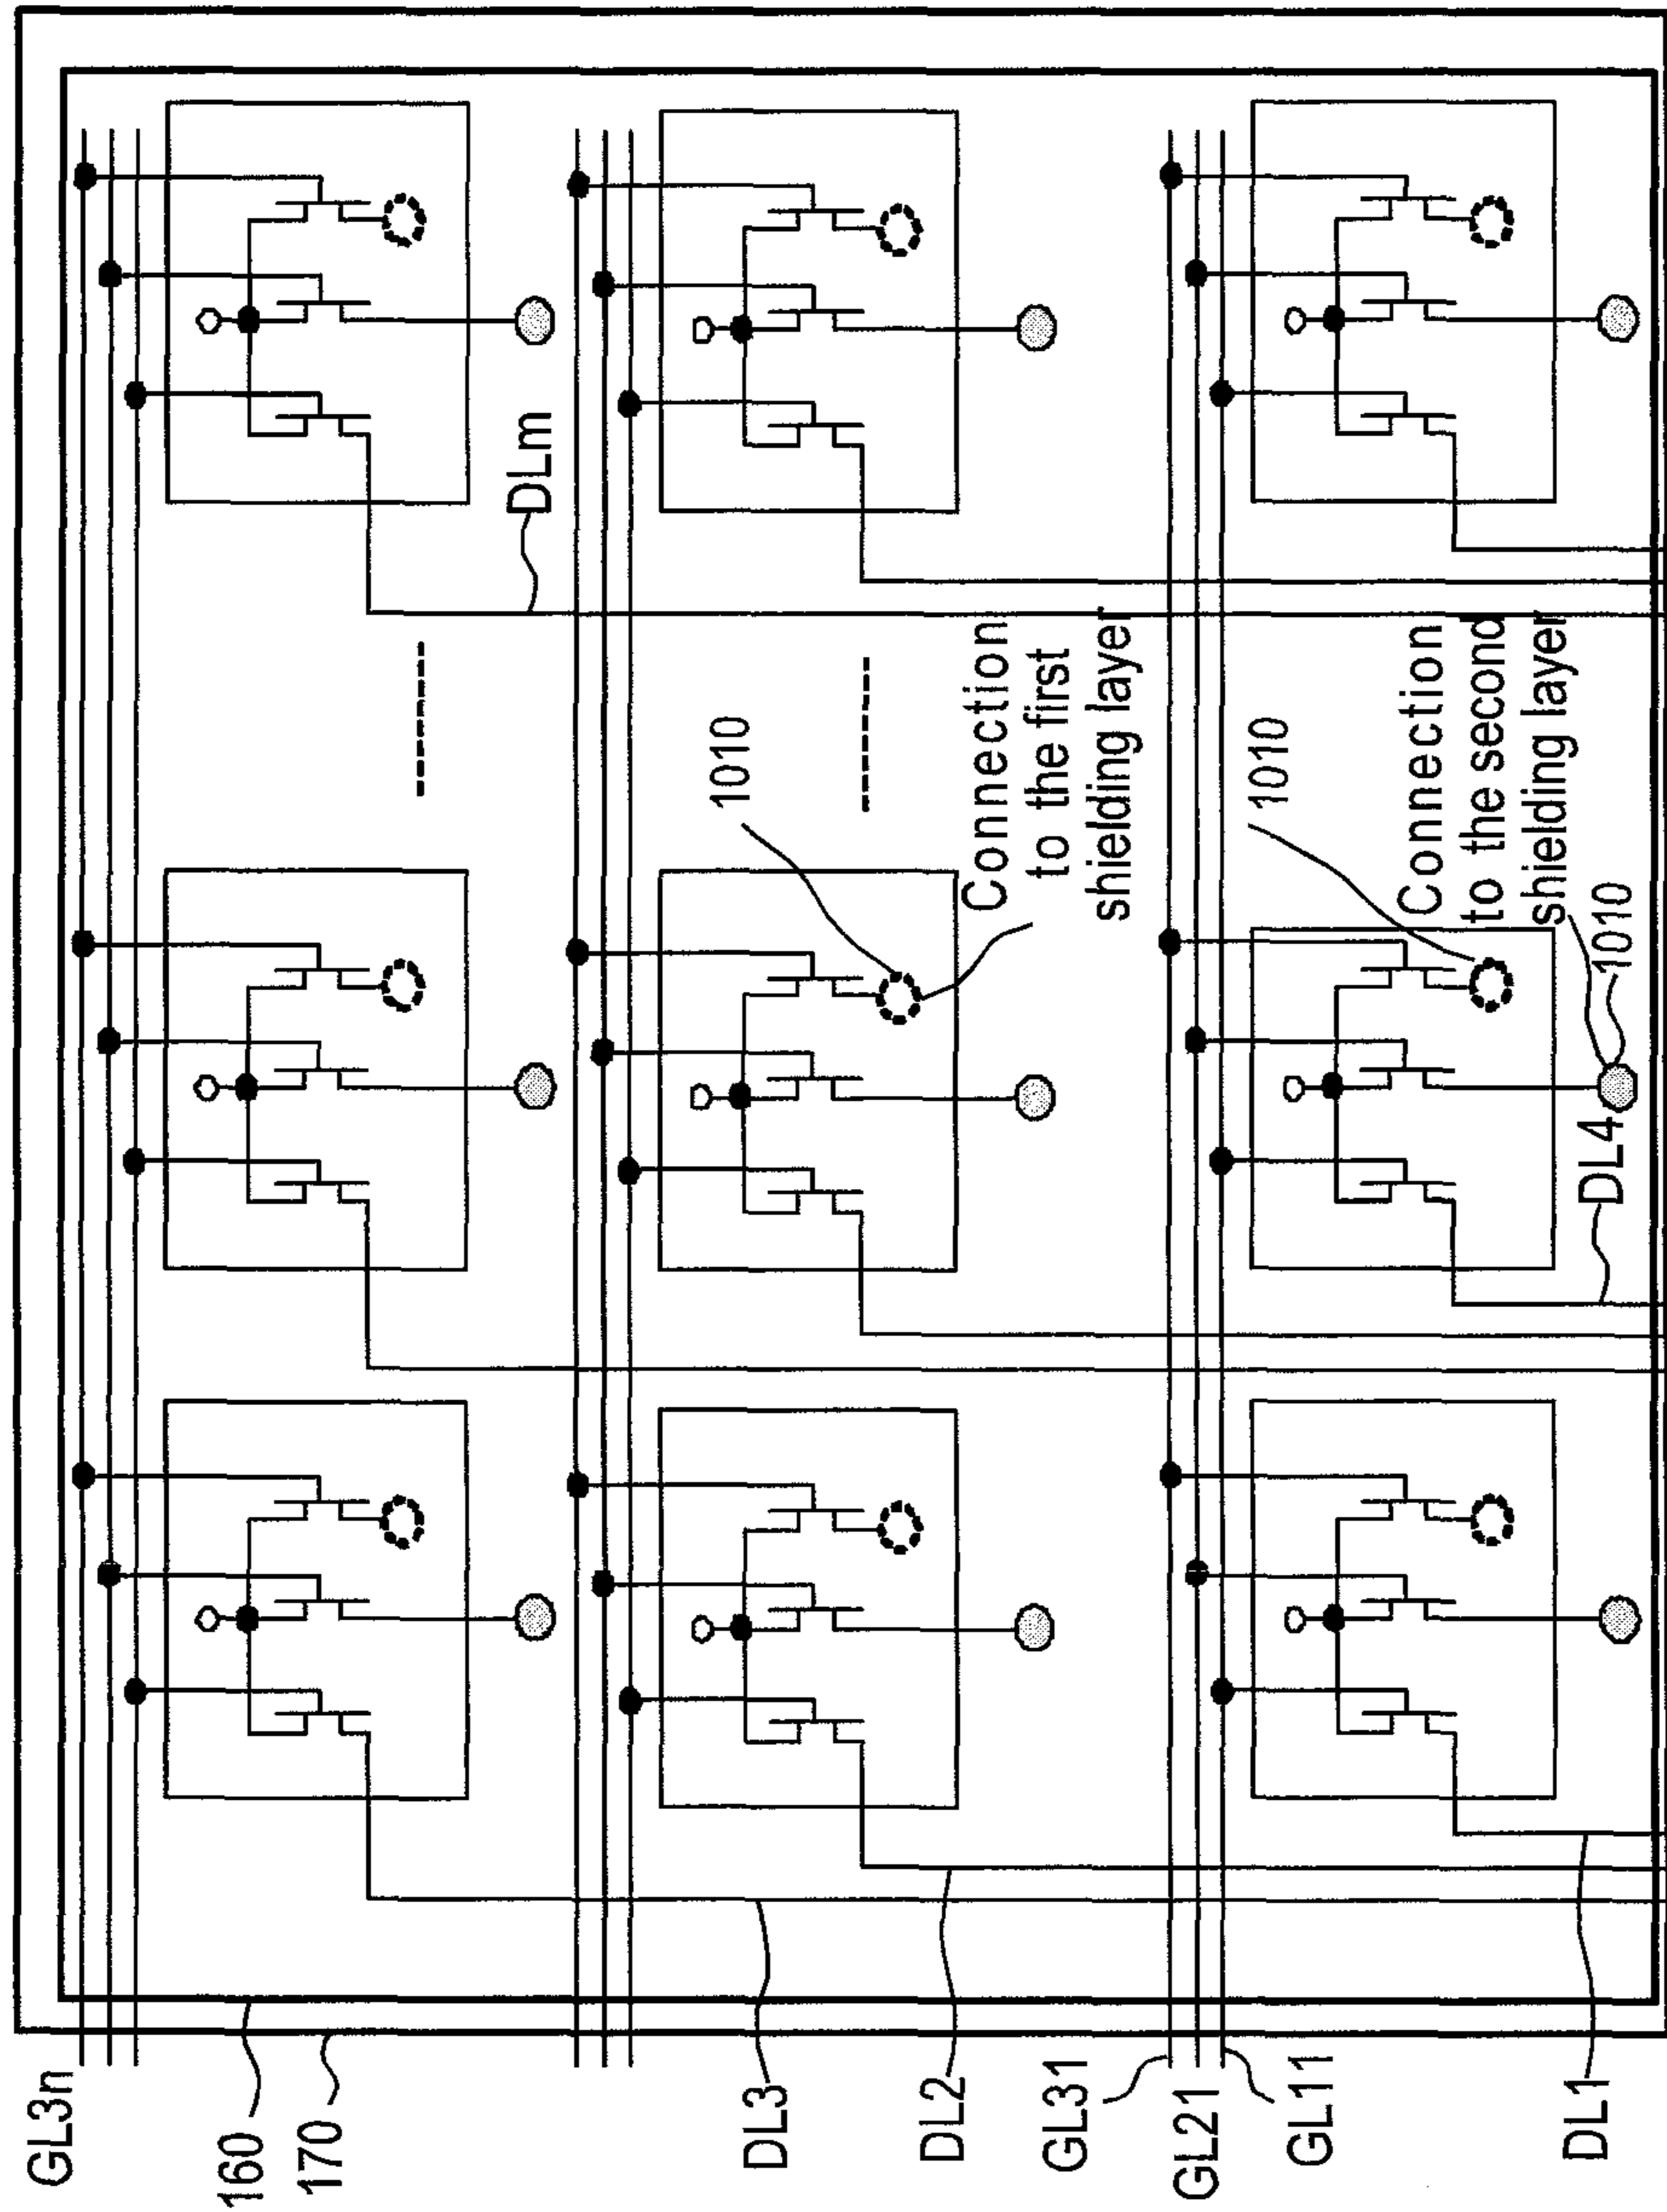 GL3n
160
170
DL3
DL2
GL31
GL21
GL11
DL1
DLm
1010
Connection
to the first
shielding layer
1010
Connection
to the second
shielding layer
1010
DL4